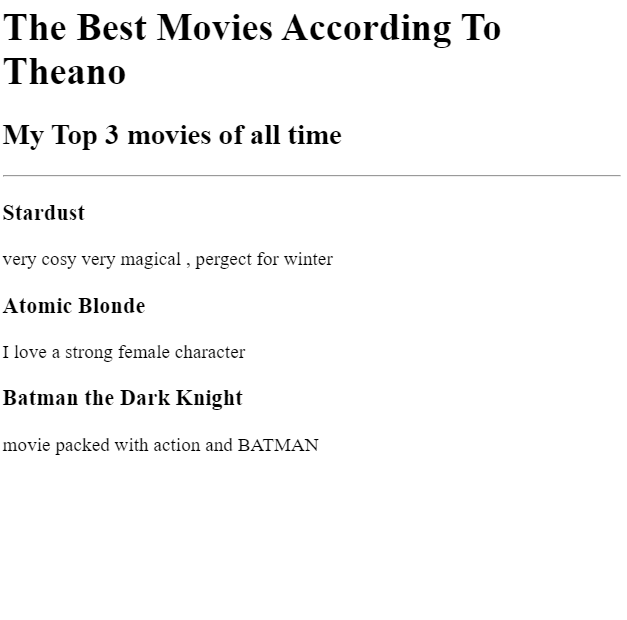 The Best Movies According To
Theano
My Top 3 movies of all time
Stardust
very cosy very magical , pergect for winter
Atomic Blonde
I love a strong female character
Batman the Dark Knight
movie packed with action and BATMAN